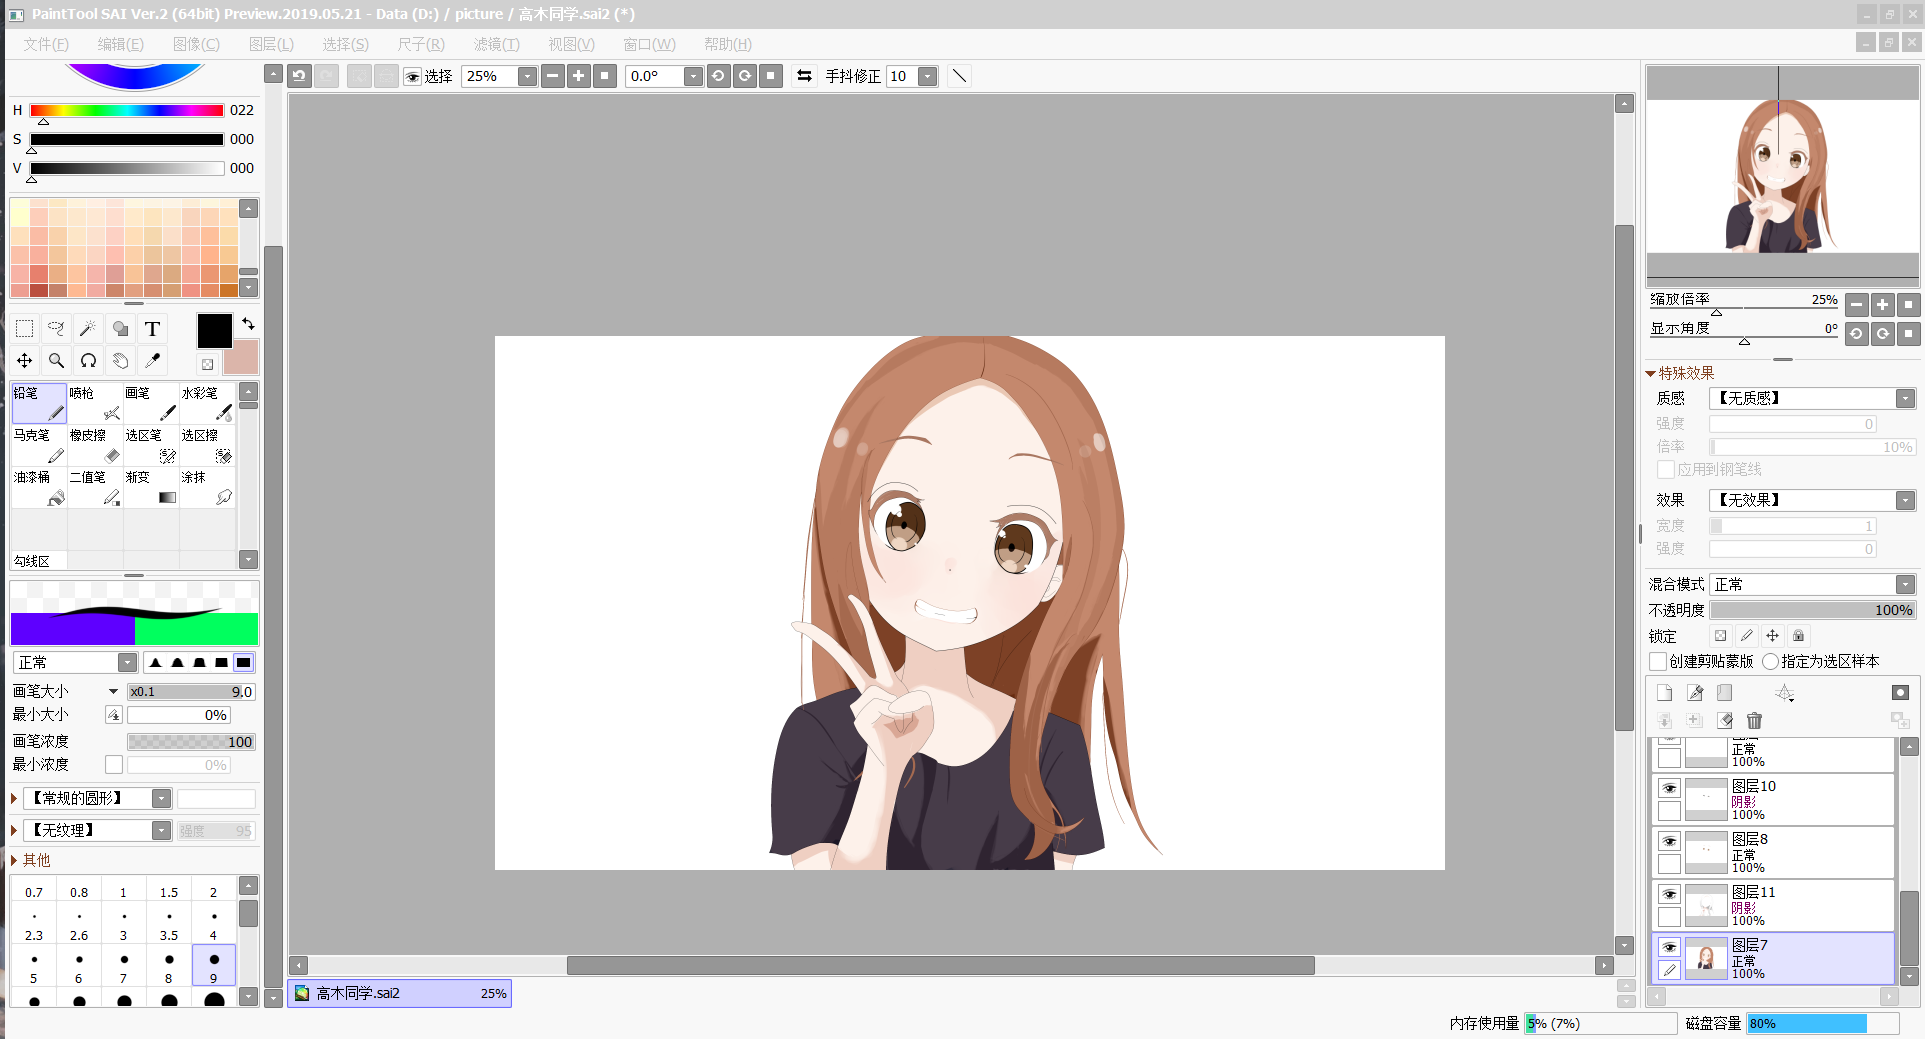 PaintTool SAI Ver.2 (64bit) Preview.2019.05.21 - Data (D:) / picture / 高木同学.sai2 (*)
文件(F) 编辑(E) 图像(C) 图层(L) 选择(S) 尺子(R) 滤镜(T) 视图(V) 窗口(W) 帮助(H)
选择 25% 0.0° 手抖修正 10
H 022
S 000
V 000
T
铅笔 喷枪 画笔 水彩笔
马克笔 橡皮擦 选区笔 选区擦
油漆桶 二值笔 渐变 涂抹
勾线区
正常
画笔大小 x0.1 9.0
最小大小 0%
画笔浓度 100
最小浓度 0%
【常规的圆形】
【无纹理】 强度 95
其他
0.7 0.8 1 1.5 2
2.3 2.6 3 3.5 4
5 6 7 8 9
高木同学.sai2 25%
缩放倍率 25%
显示角度 0°
特殊效果
质感 【无质感】
强度 0
倍率 10%
应用到钢笔线
效果 【无效果】
宽度 1
强度 0
混合模式 正常
不透明度 100%
锁定
创建剪贴蒙版 指定为选区样本
正常
100%
图层10
阴影
100%
图层8
正常
100%
图层11
阴影
100%
图层7
正常
100%
内存使用量 5% (7%) 磁盘容量 80%